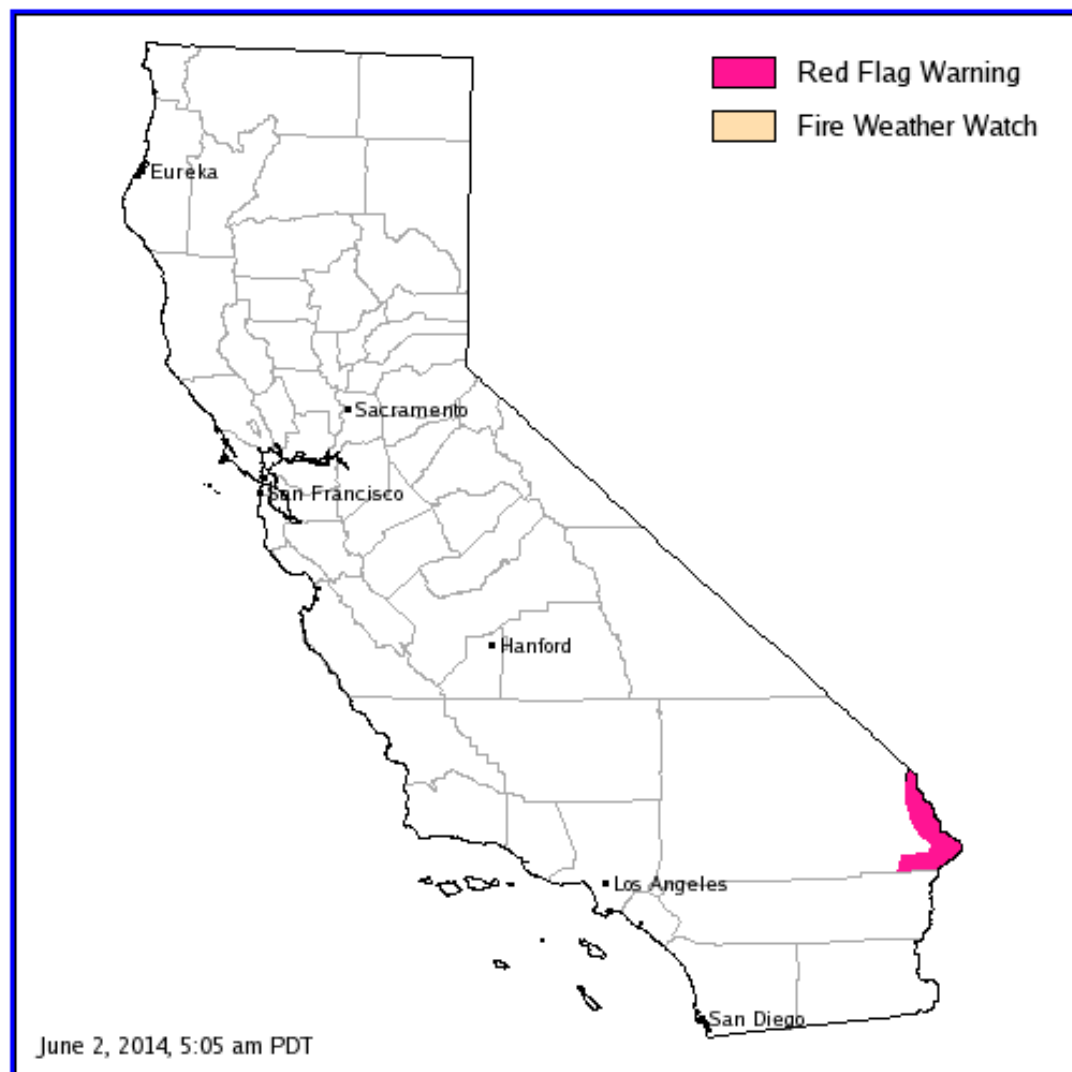 Red Flag Warning
Fire Weather Watch
Eureka
Sacramento
San Francisco
Hanford
Los Angeles
San Diego
June 2, 2014, 5:05 am PDT